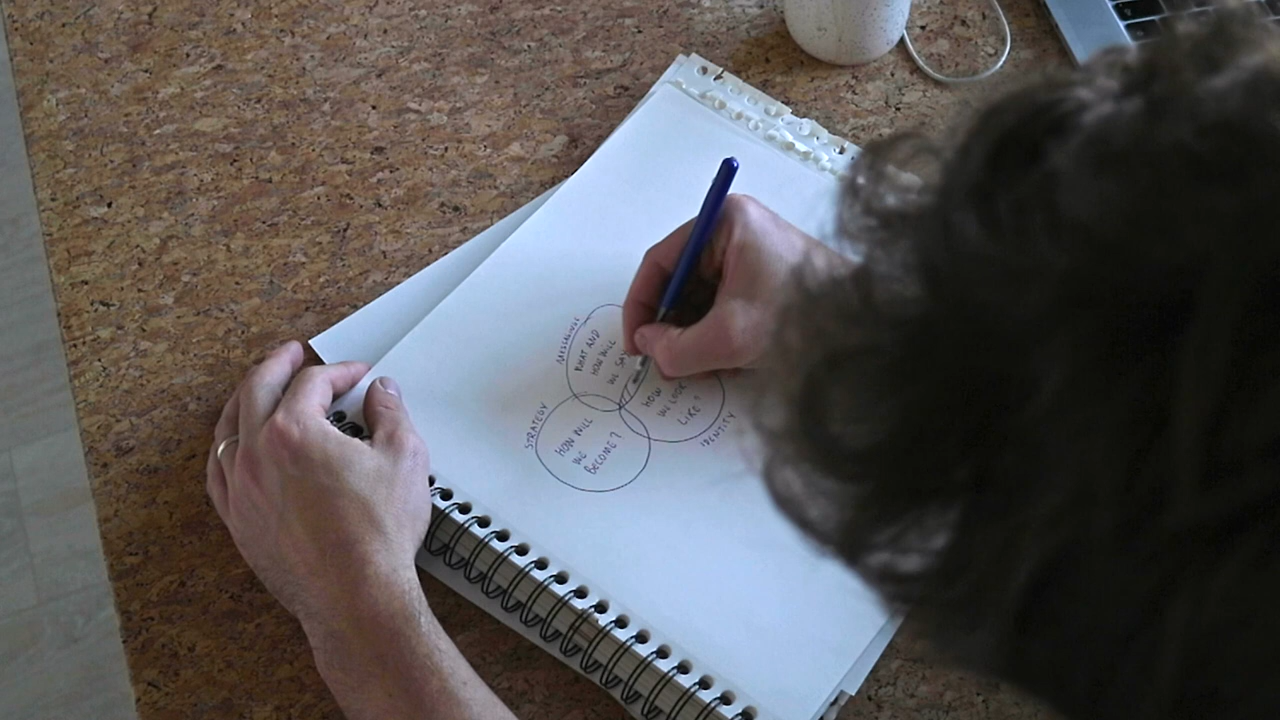 MESSAGING
WHAT AND
HOW WILL
WE SAY
STRATEGY
HOW WILL
WE
BECOME?
HOW
WE LOOK
LIKE?
IDENTITY